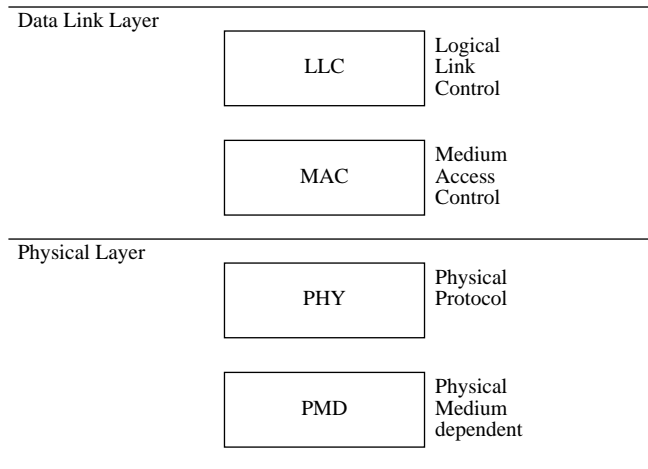 Data Link Layer
LLC
Logical
Link
Control
MAC
Medium
Access
Control
Physical Layer
PHY
Physical
Protocol
PMD
Physical
Medium
dependent